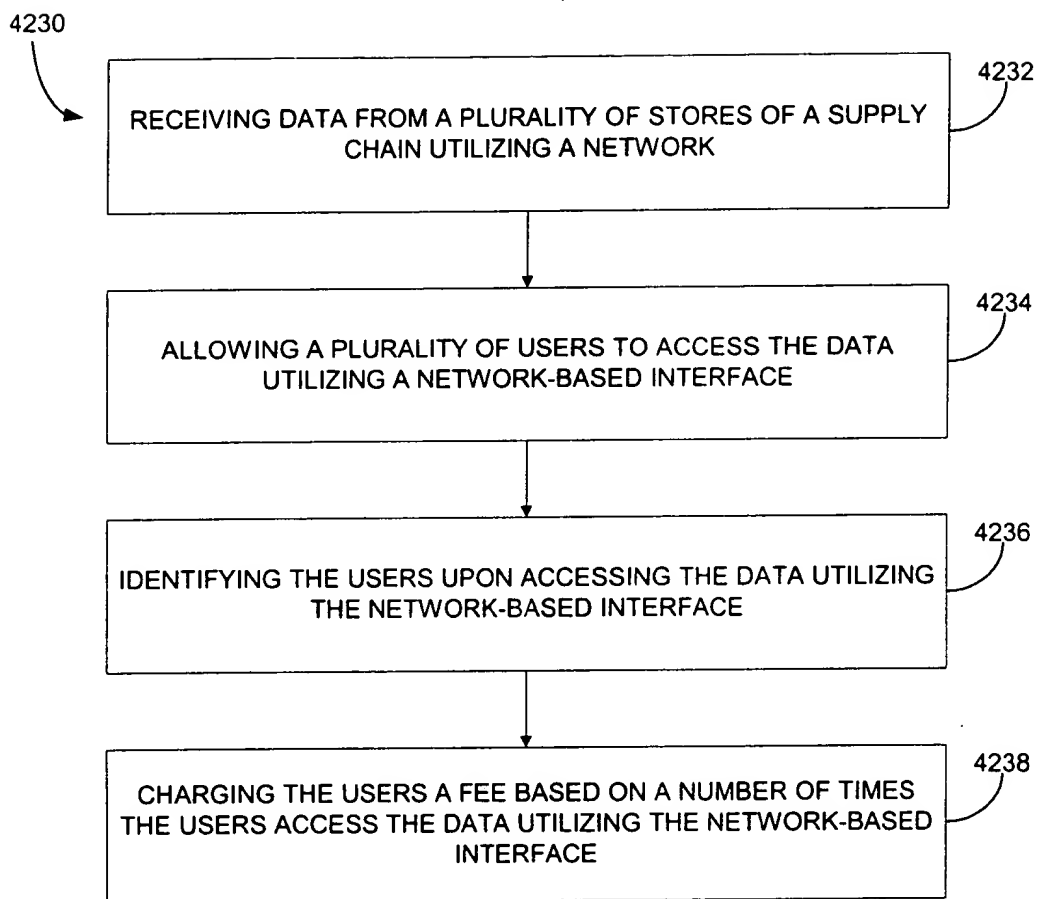 4230
4232
RECEIVING DATA FROM A PLURALITY OF STORES OF A SUPPLY
CHAIN UTILIZING A NETWORK
4234
ALLOWING A PLURALITY OF USERS TO ACCESS THE DATA
UTILIZING A NETWORK-BASED INTERFACE
4236
IDENTIFYING THE USERS UPON ACCESSING THE DATA UTILIZING
THE NETWORK-BASED INTERFACE
4238
CHARGING THE USERS A FEE BASED ON A NUMBER OF TIMES
THE USERS ACCESS THE DATA UTILIZING THE NETWORK-BASED
INTERFACE